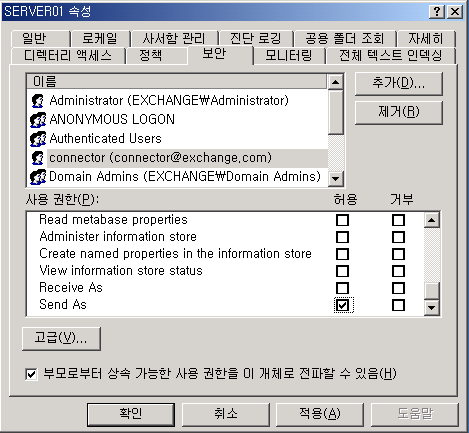 SERVER01 속성
일반 로케일 사서함 관리 진단 로깅 공용 폴더 조회 자세히
디렉터리 액세스 정책 보안 모니터링 전체 텍스트 인덱싱
이름
Administrator (EXCHANGE₩Administrator)
ANONYMOUS LOGON
Authenticated Users
connector (connector@exchange.com)
Domain Admins (EXCHANGE₩Domain Admins)
추가(D)...
제거(R)
사용 권한(P): 허용 거부
Read metabase properties
Administer information store
Create named properties in the information store
View information store status
Receive As
Send As
고급(V)...
부모로부터 상속 가능한 사용 권한을 이 개체로 전파할 수 있음(H)
확인 취소 적용(A) 도움말